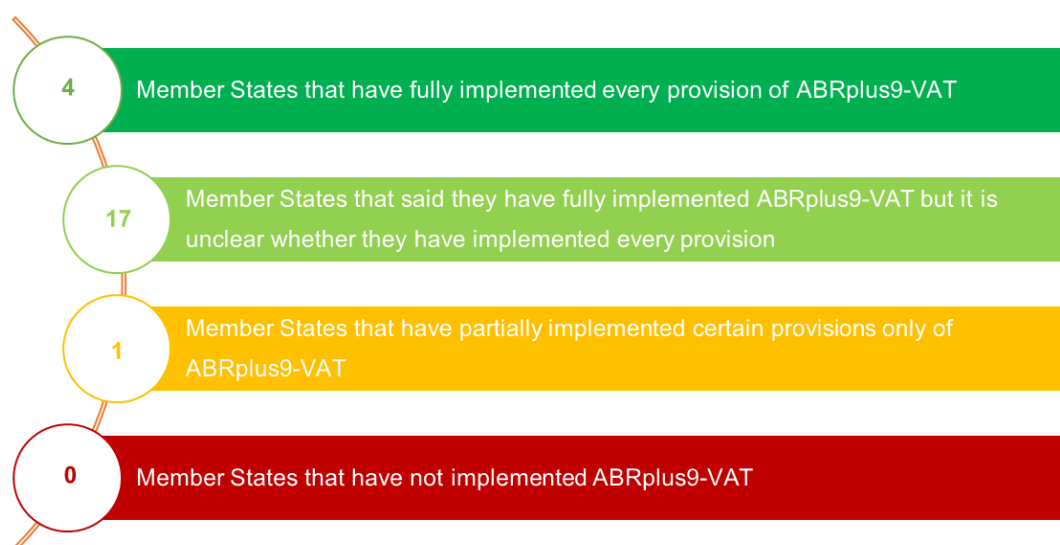 4
Member States that have fully implemented every provision of ABRplus9-VAT
17
Member States that said they have fully implemented ABRplus9-VAT but it is
unclear whether they have implemented every provision
1
Member States that have partially implemented certain provisions only of
ABRplus9-VAT
0
Member States that have not implemented ABRplus9-VAT